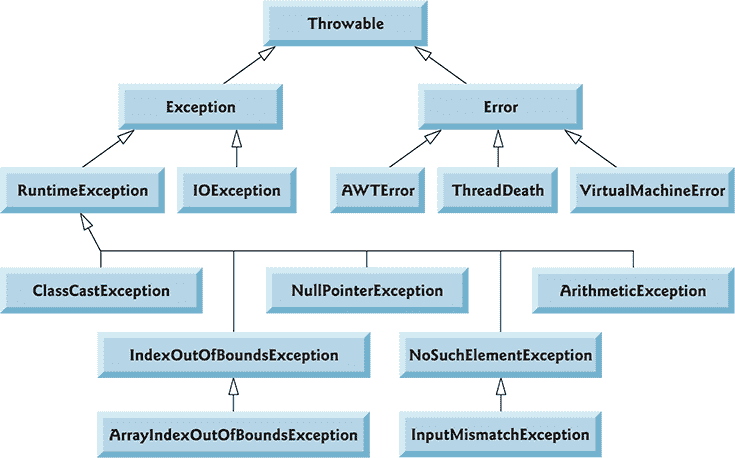 Throwable
Exception
Error
RuntimeException
IOException
AWTError
ThreadDeath
VirtualMachineError
ClassCastException
NullPointerException
ArithmeticException
IndexOutOfBoundsException
NoSuchElementException
ArrayIndexOutOfBoundsException
InputMismatchException